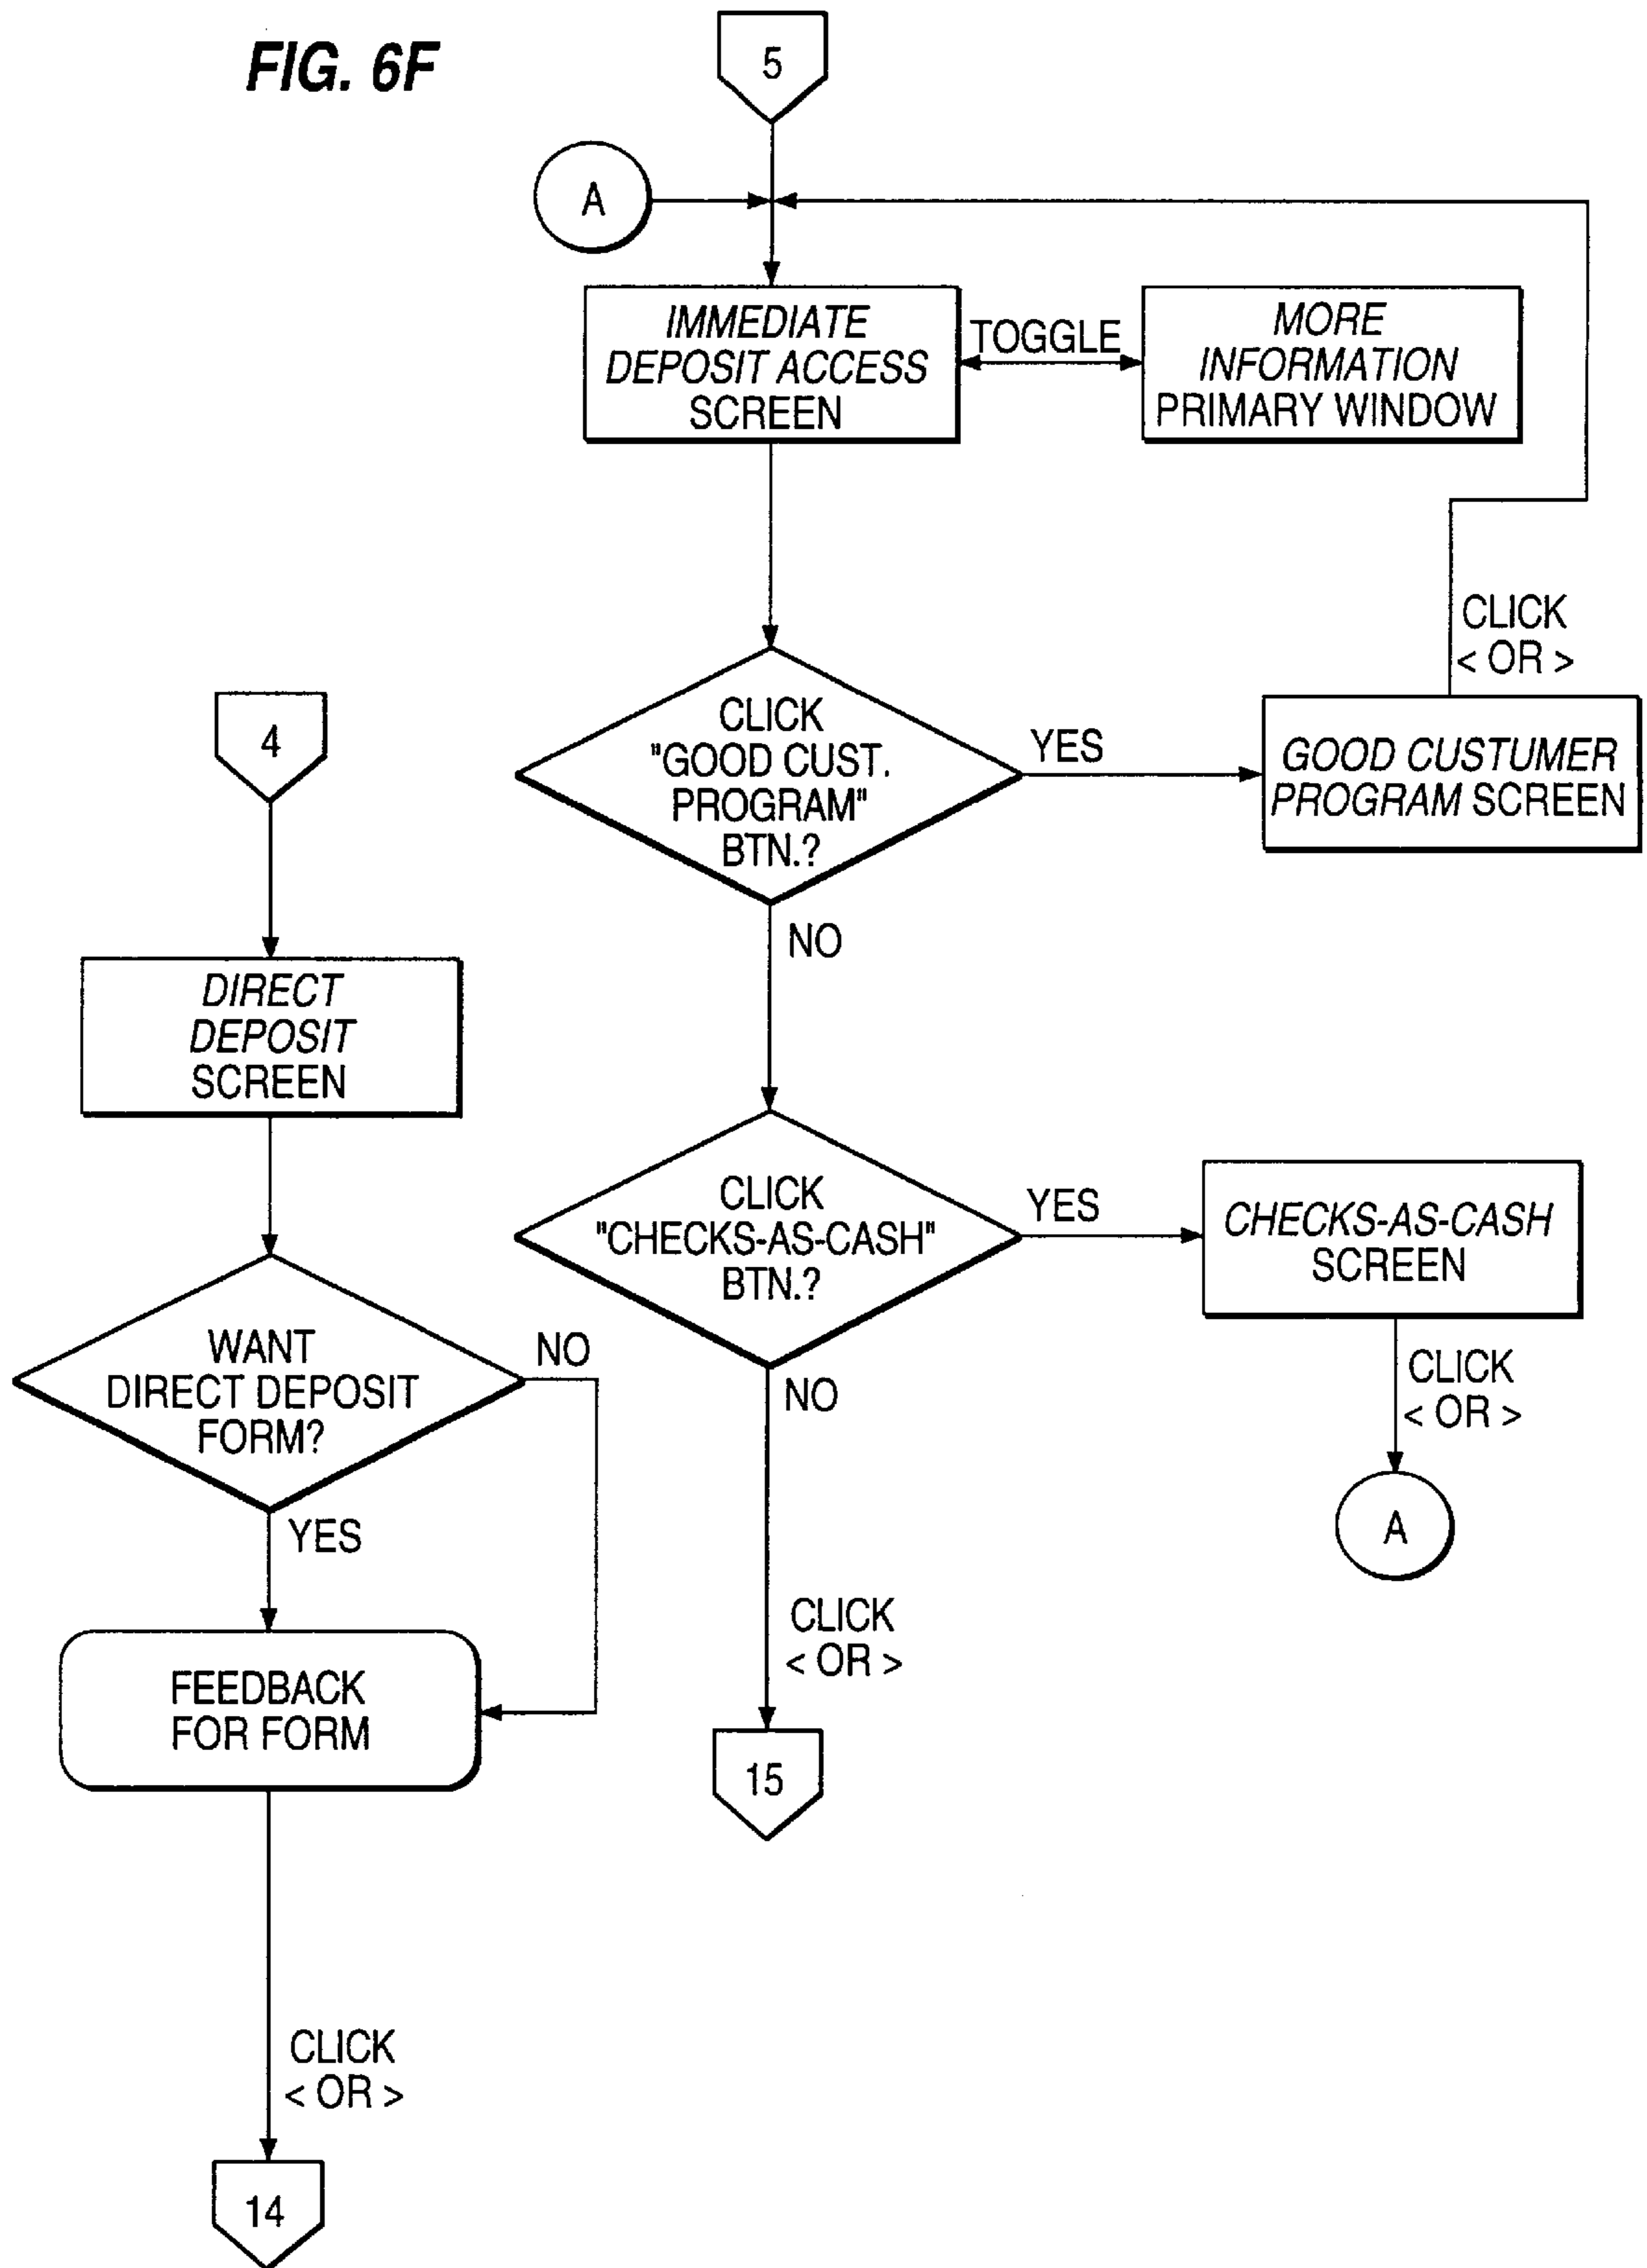 FIG. 6F
5
A
IMMEDIATE
DEPOSIT ACCESS
SCREEN
TOGGLE
MORE
INFORMATION
PRIMARY WINDOW
CLICK
< OR >
CLICK
"GOOD CUST.
PROGRAM"
BTN.?
YES
GOOD CUSTUMER
PROGRAM SCREEN
NO
CLICK
"CHECKS-AS-CASH"
BTN.?
YES
CHECKS-AS-CASH
SCREEN
CLICK
< OR >
A
NO
CLICK
< OR >
15
4
DIRECT
DEPOSIT
SCREEN
WANT
DIRECT DEPOSIT
FORM?
NO
YES
FEEDBACK
FOR FORM
CLICK
< OR >
14